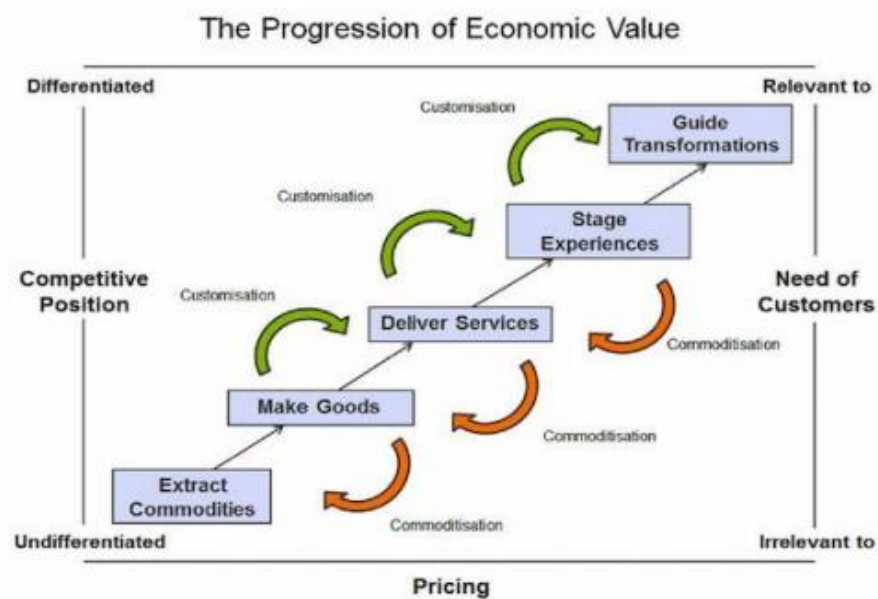 The Progression of Economic Value
Differentiated
Relevant to
Customisation
Guide
Transformations
Customisation
Stage
Experiences
Competitive
Position
Need of
Customers
Customisation
Deliver Services
Commoditisation
Make Goods
Commoditisation
Extract
Commodities
Commoditisation
Undifferentiated
Irrelevant to
Pricing